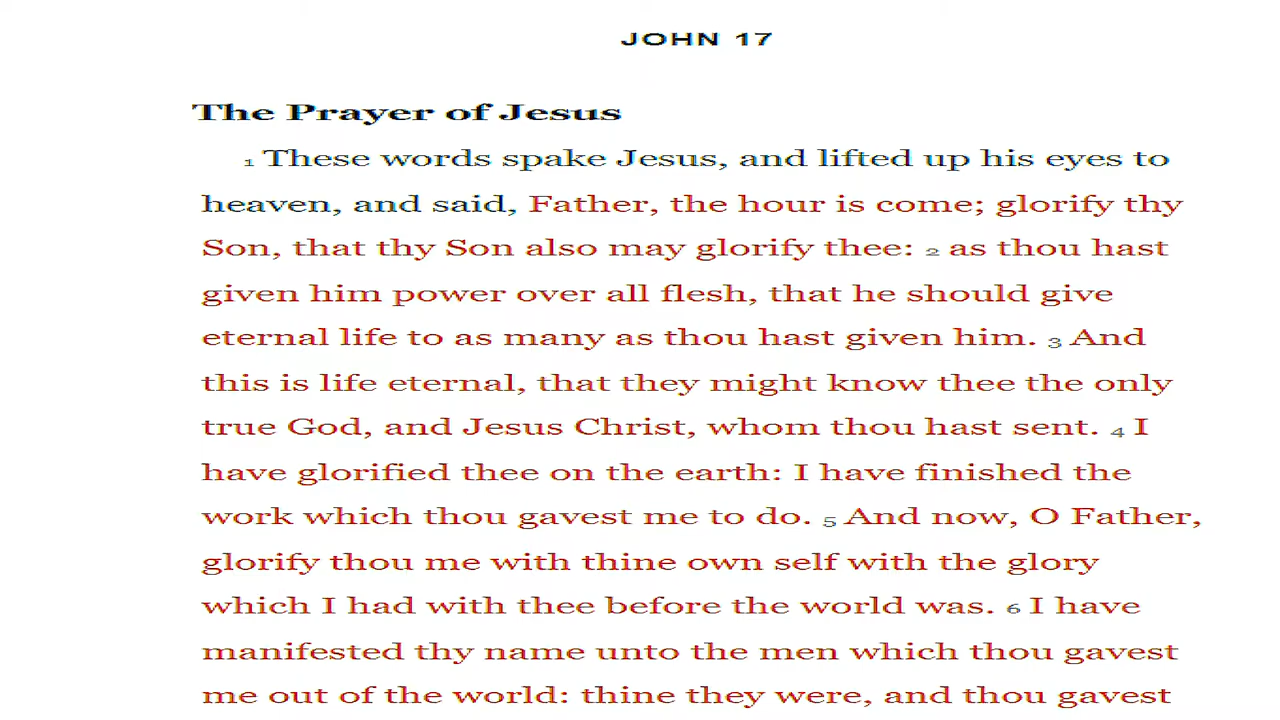 JOHN 17
The Prayer of Jesus
1 These words spake Jesus, and lifted up his eyes to
heaven, and said, Father, the hour is come; glorify thy
Son, that thy Son also may glorify thee: 2 as thou hast
given him power over all flesh, that he should give
eternal life to as many as thou hast given him. 3 And
this is life eternal, that they might know thee the only
true God, and Jesus Christ, whom thou hast sent. 4 I
have glorified thee on the earth: I have finished the
work which thou gavest me to do. 5 And now, O Father,
glorify thou me with thine own self with the glory
which I had with thee before the world was. 6 I have
manifested thy name unto the men which thou gavest
me out of the world: thine they were, and thou gavest